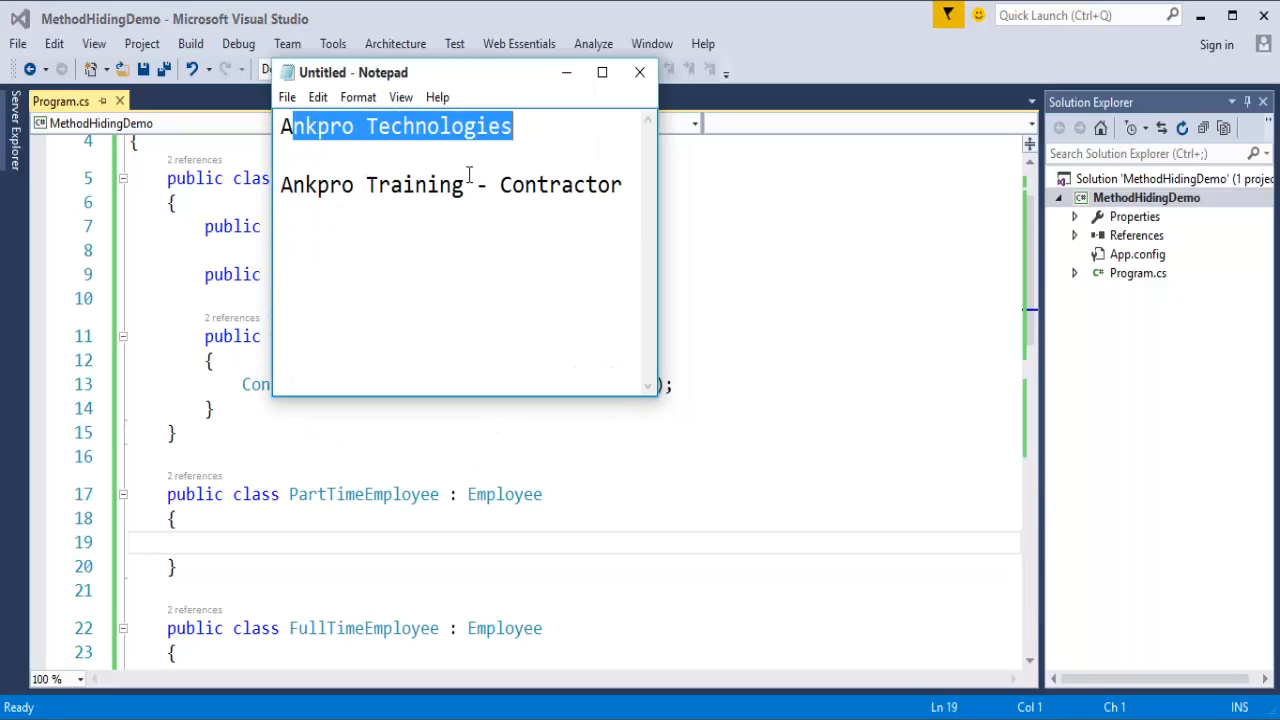 MethodHidingDemo - Microsoft Visual Studio
Quick Launch (Ctrl+Q)
File Edit View Project Build Debug Team Tools Architecture Test Web Essentials Analyze Window Help
Sign in
Untitled - Notepad
File Edit Format View Help
Ankpro Technologies
Ankpro Training - Contractor
Server Explorer
Program.cs
MethodHidingDemo
4 {
2 references
5 public clas
6 {
7 public
8
9 public
10
2 references
11 public
12 {
13 Con );
14 }
15 }
16
2 references
17 public class PartTimeEmployee : Employee
18 {
19
20 }
21
2 references
22 public class FullTimeEmployee : Employee
23 {
100 %
Solution Explorer
Search Solution Explorer (Ctrl+;)
Solution 'MethodHidingDemo' (1 projec
MethodHidingDemo
Properties
References
App.config
Program.cs
Ready Ln 19 Col 1 Ch 1 INS